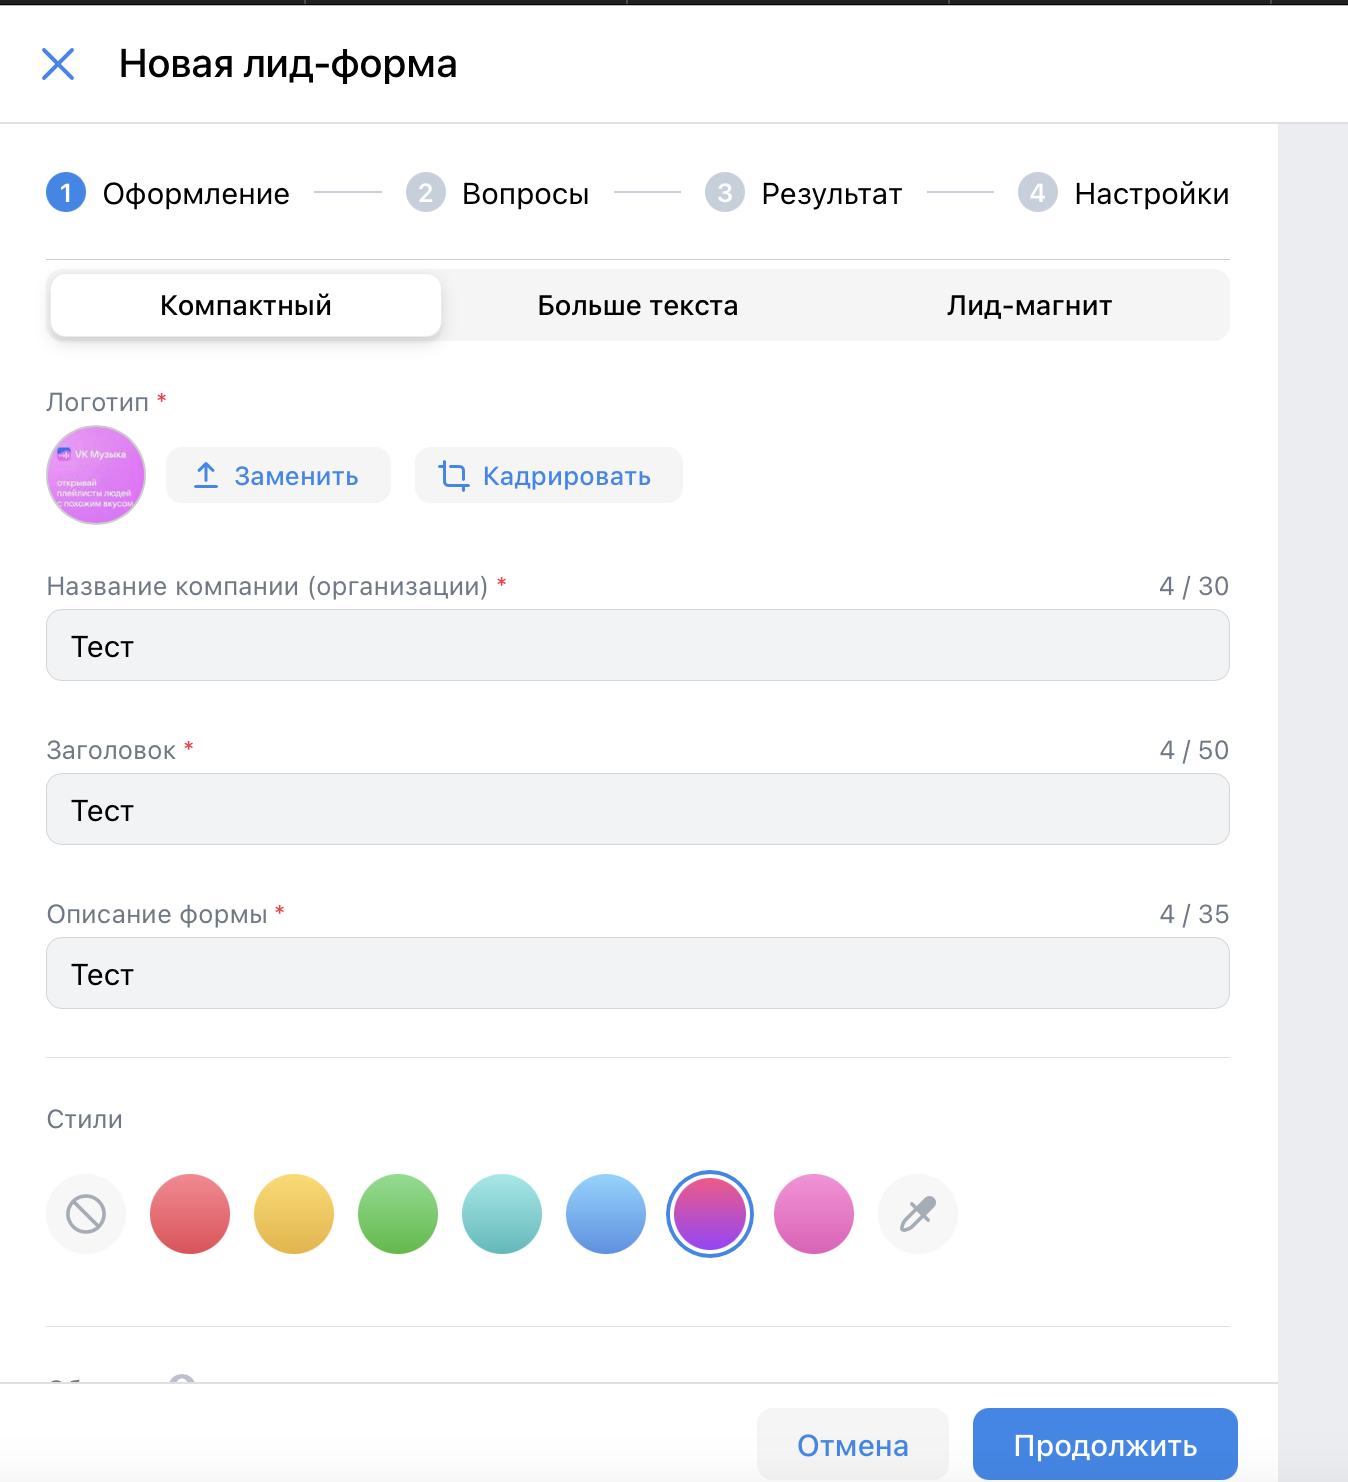 Новая лид-форма
1 Оформление 2 Вопросы 3 Результат 4 Настройки
Компактный Больше текста Лид-магнит
Логотип *
VK Музыка
открывай
плейлисты людей
с похожим вкусом
Заменить Кадрировать
Название компании (организации) * 4 / 30
Тест
Заголовок * 4 / 50
Тест
Описание формы * 4 / 35
Тест
Стили
Отмена Продолжить